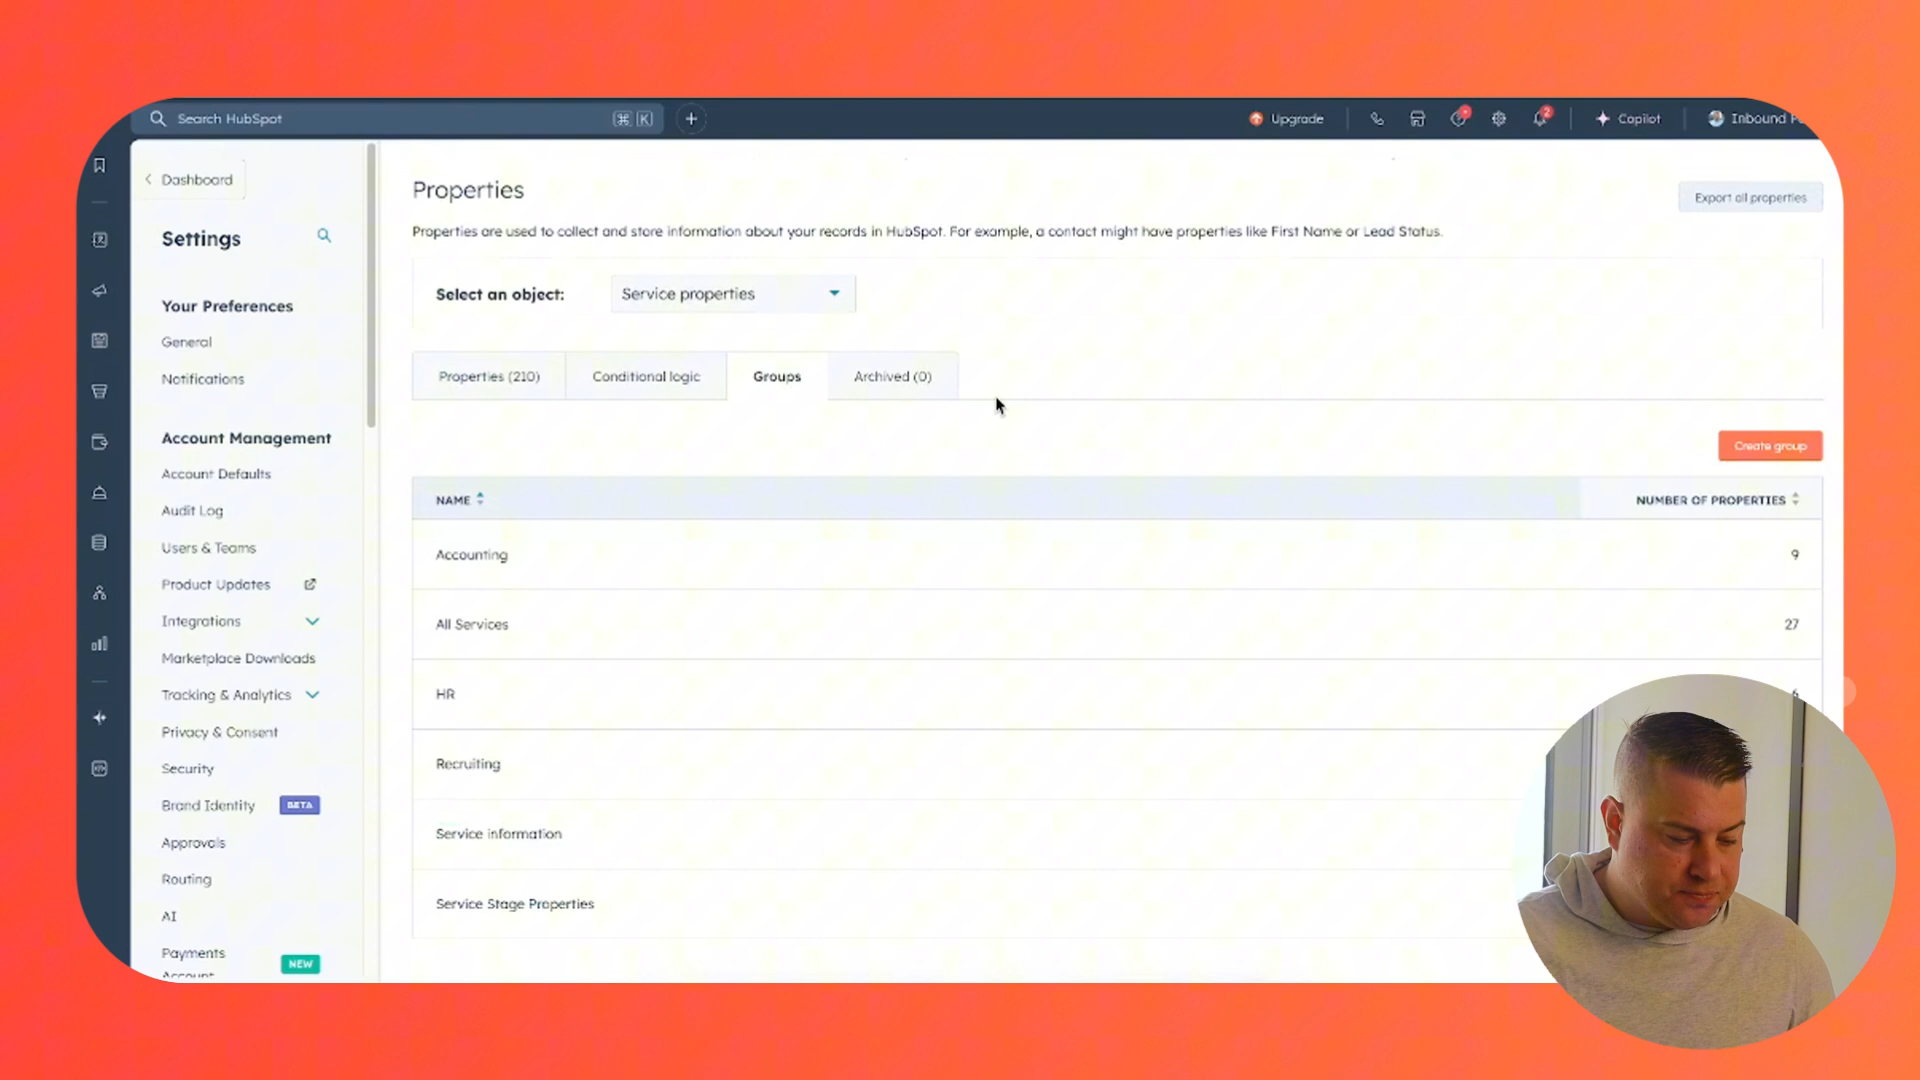 Search HubSpot
⌘ K
+
Upgrade
2
Copilot
Inbound
Dashboard
Settings
Your Preferences
General
Notifications
Account Management
Account Defaults
Audit Log
Users & Teams
Product Updates
Integrations
Marketplace Downloads
Tracking & Analytics
Privacy & Consent
Security
Brand Identity BETA
Approvals
Routing
AI
Payments
Account
NEW
Properties
Export all properties
Properties are used to collect and store information about your records in HubSpot. For example, a contact might have properties like First Name or Lead Status.
Select an object: Service properties
Properties (210) Conditional logic Groups Archived (0)
Create group
NAME NUMBER OF PROPERTIES
Accounting 9
All Services 27
HR
Recruiting
Service information
Service Stage Properties